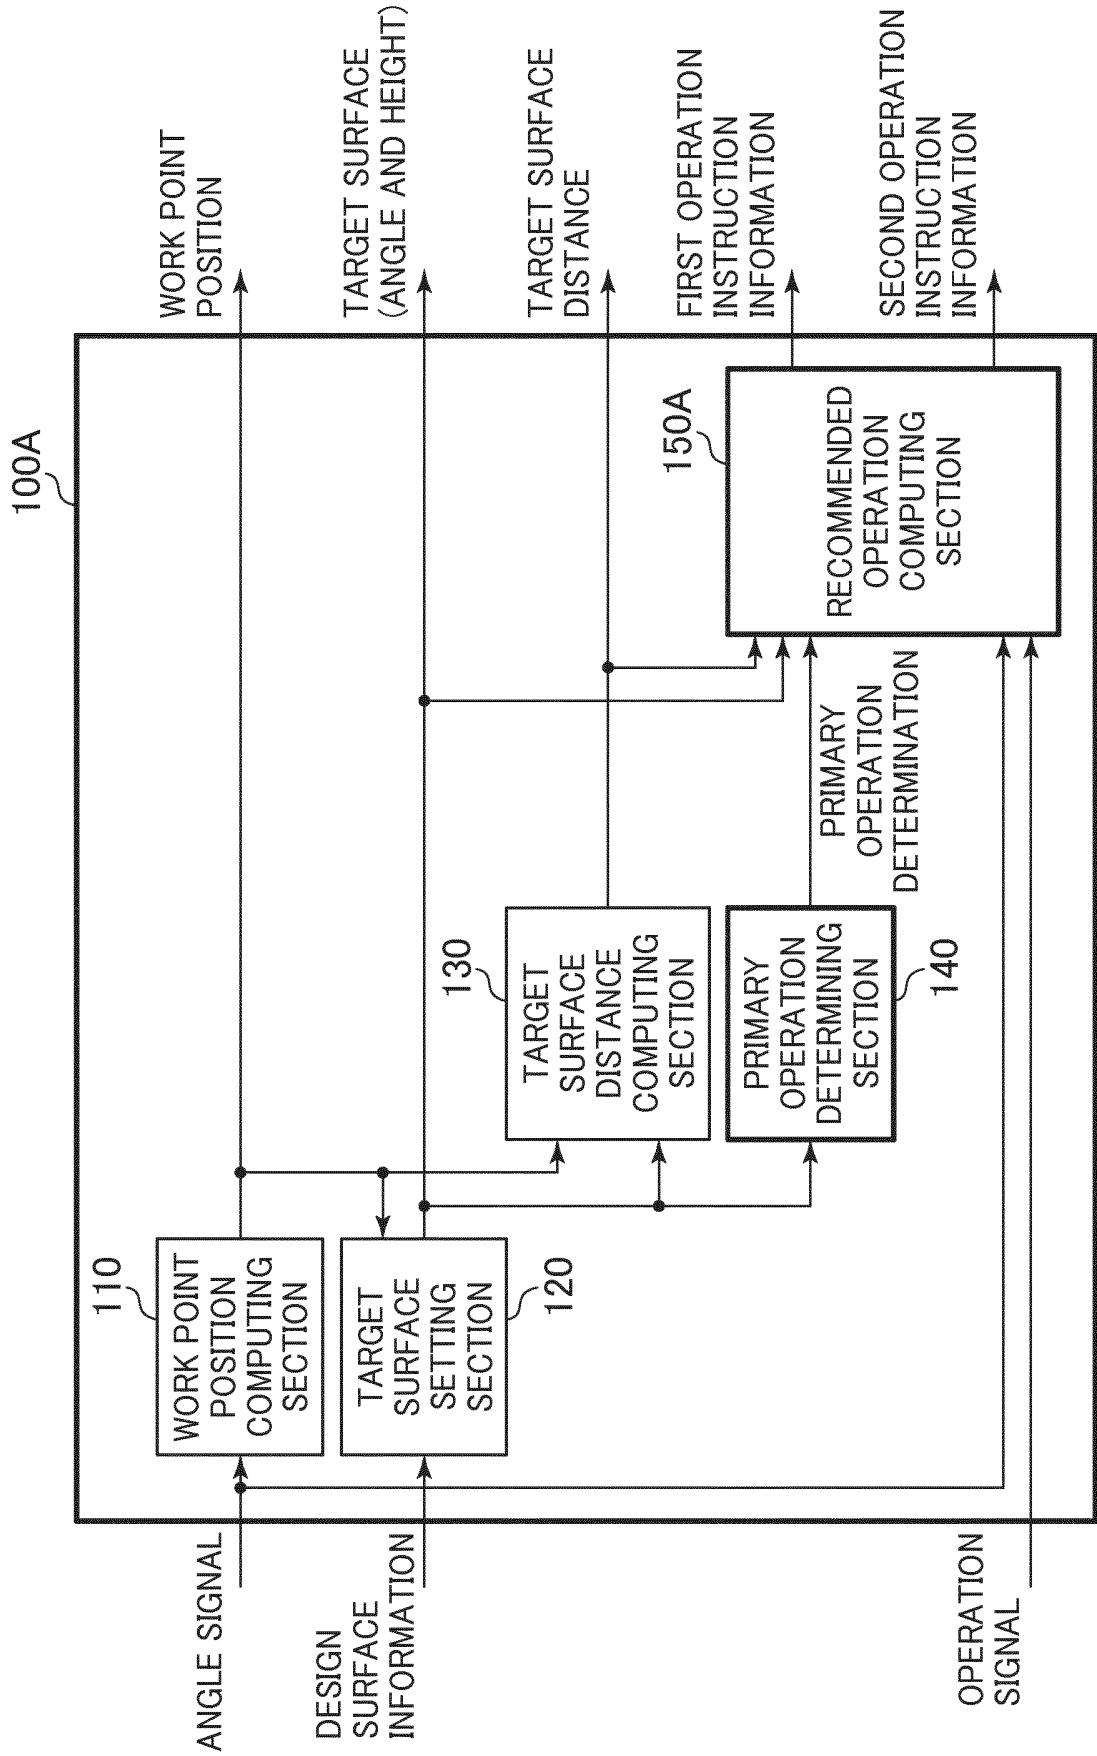 100A
ANGLE SIGNAL
DESIGN
SURFACE
INFORMATION
OPERATION
SIGNAL
110
WORK POINT
POSITION
COMPUTING
SECTION
TARGET
SURFACE
SETTING
SECTION
120
130
TARGET
SURFACE
DISTANCE
COMPUTING
SECTION
PRIMARY
OPERATION
DETERMINING
SECTION
140
PRIMARY
OPERATION
DETERMINATION
150A
RECOMMENDED
OPERATION
COMPUTING
SECTION
WORK POINT
POSITION
TARGET SURFACE
(ANGLE AND HEIGHT)
TARGET SURFACE
DISTANCE
FIRST OPERATION
INSTRUCTION
INFORMATION
SECOND OPERATION
INSTRUCTION
INFORMATION